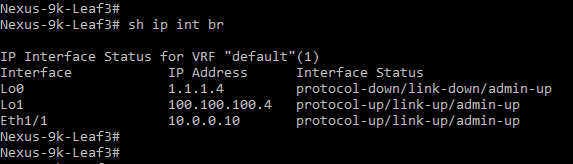 Nexus-9k-Leaf3#
Nexus-9k-Leaf3# sh ip int br
IP Interface Status for VRF "default"(1)
Interface IP Address Interface Status
Lo0 1.1.1.4 protocol-down/link-down/admin-up
Lo1 100.100.100.4 protocol-up/link-up/admin-up
Eth1/1 10.0.0.10 protocol-up/link-up/admin-up
Nexus-9k-Leaf3#
Nexus-9k-Leaf3#